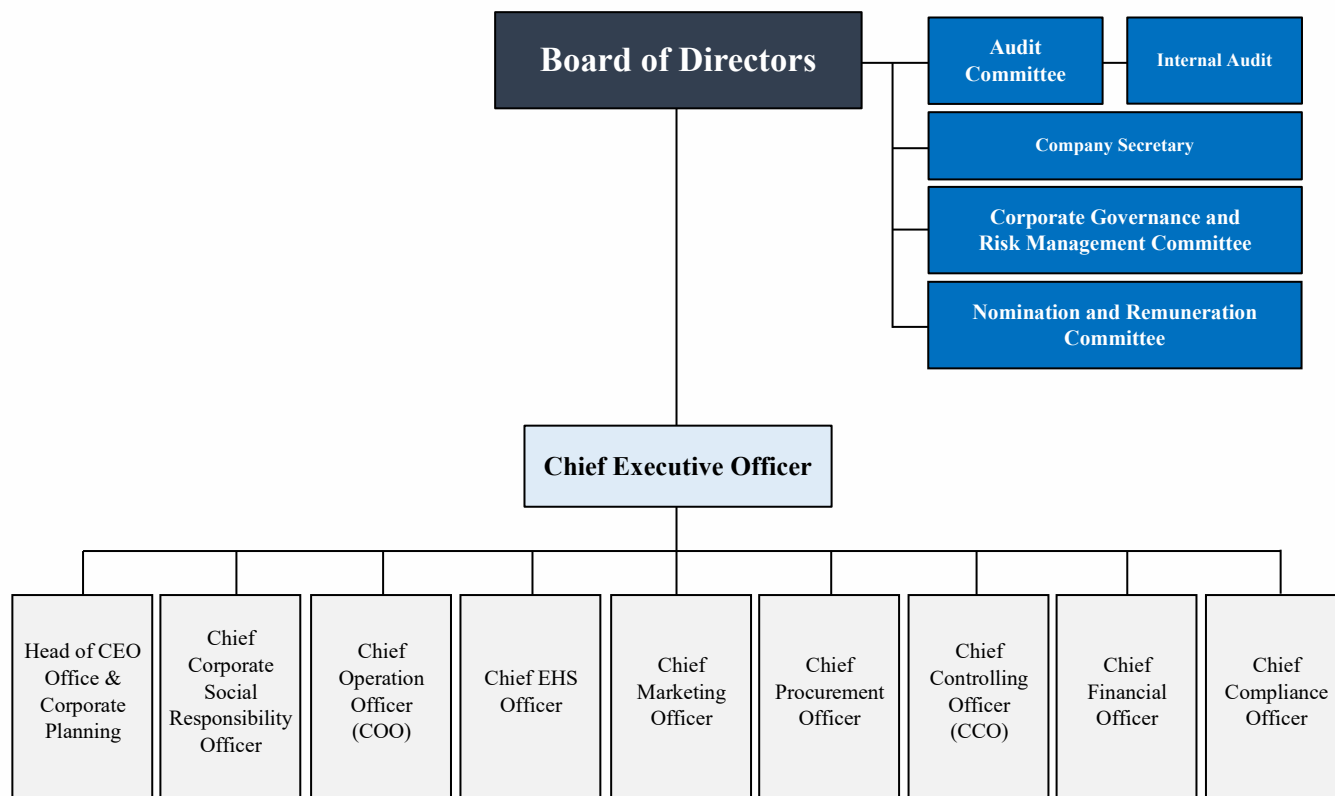 Board of Directors
Audit
Committee
Internal Audit
Company Secretary
Corporate Governance and
Risk Management Committee
Nomination and Remuneration
Committee
Chief Executive Officer
Head of CEO
Office &
Corporate
Planning
Chief
Corporate
Social
Responsibility
Officer
Chief
Operation
Officer
(COO)
Chief EHS
Officer
Chief
Marketing
Officer
Chief
Procurement
Officer
Chief
Controlling
Officer
(CCO)
Chief
Financial
Officer
Chief
Compliance
Officer